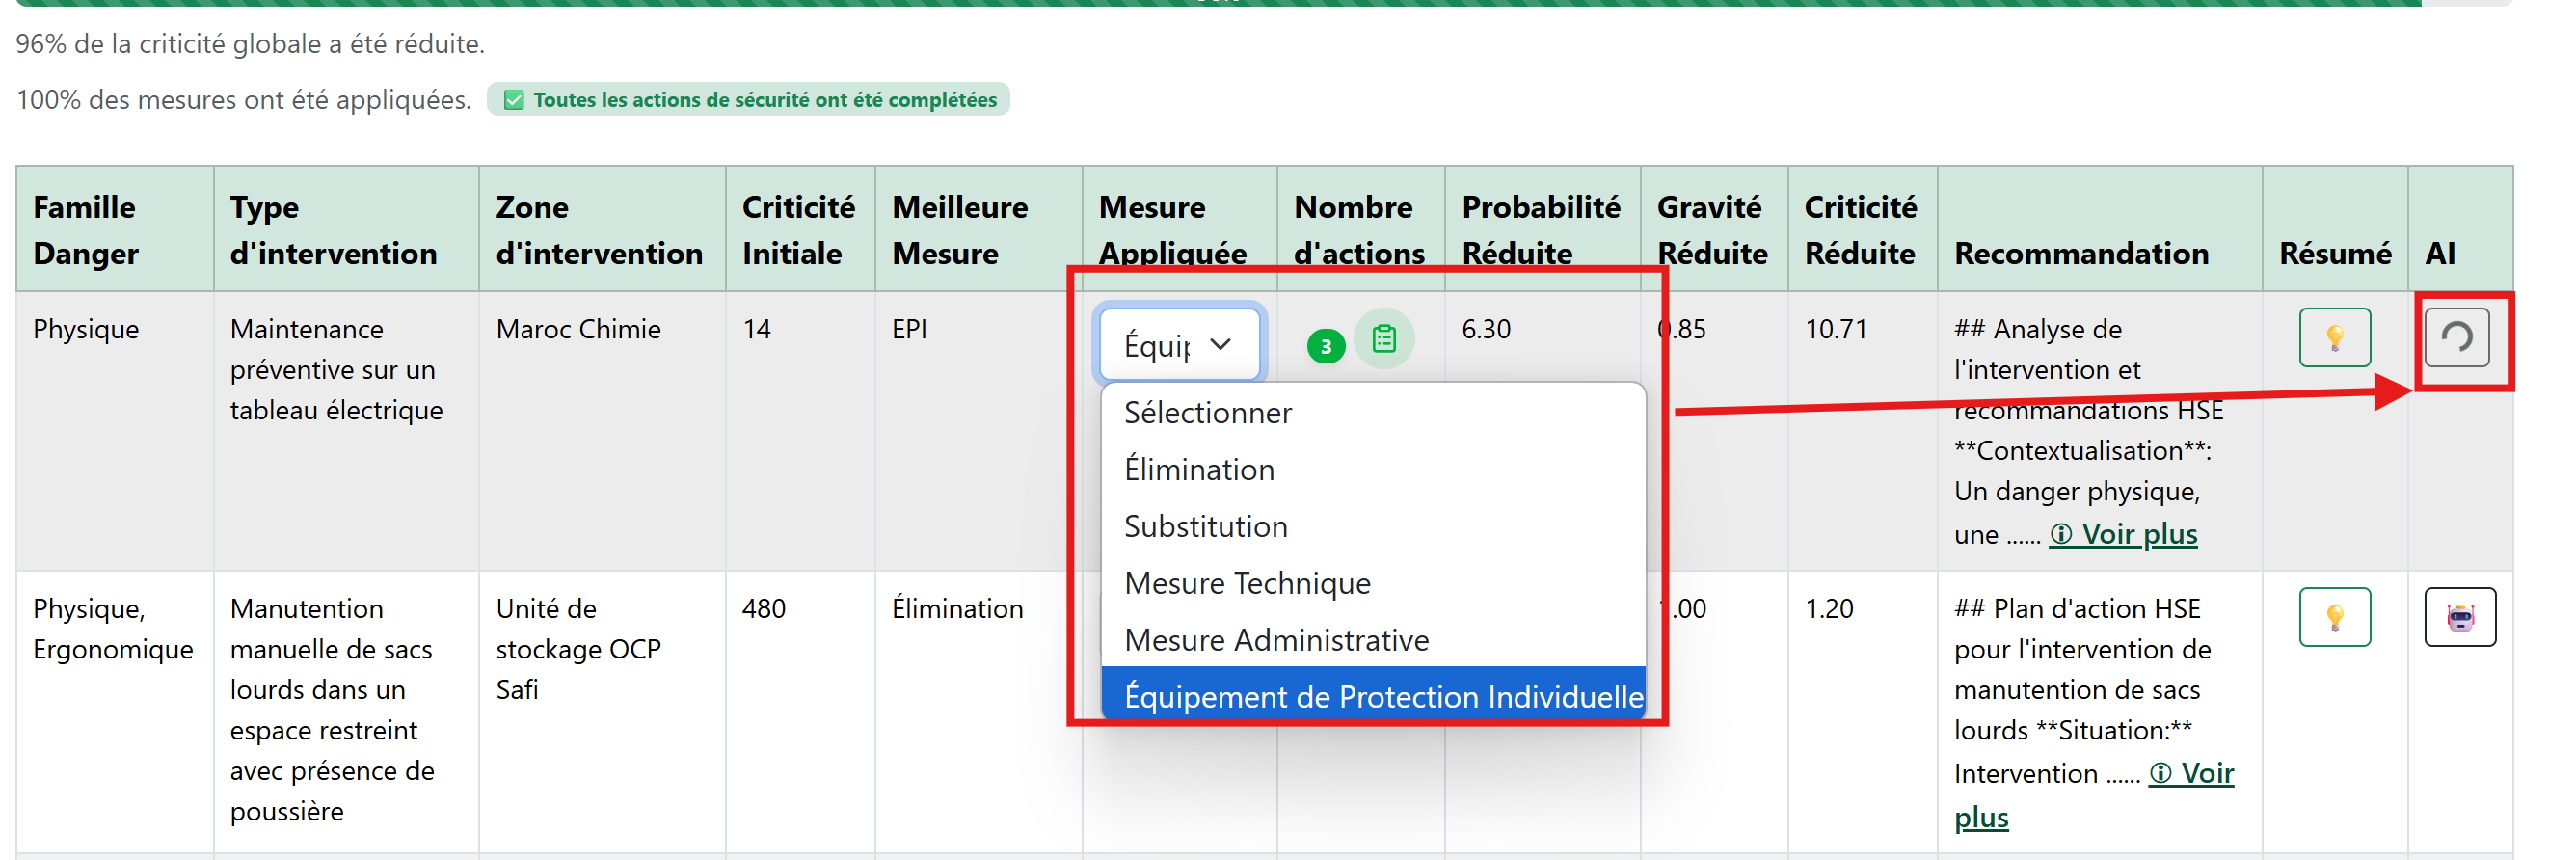 96% de la criticité globale a été réduite.
100% des mesures ont été appliquées. ✅ Toutes les actions de sécurité ont été complétées
Famille Danger
Type d'intervention
Zone d'intervention
Criticité Initiale
Meilleure Mesure
Mesure Appliquée
Nombre d'actions
Probabilité Réduite
Gravité Réduite
Criticité Réduite
Recommandation
Résumé
AI
Physique
Maintenance
préventive sur un
tableau électrique
Maroc Chimie
14
EPI
Équip
3
6.30
0.85
10.71
## Analyse de
l'intervention et
recommandations HSE
**Contextualisation**:
Un danger physique,
une ...... Voir plus
Sélectionner
Élimination
Substitution
Mesure Technique
Mesure Administrative
Équipement de Protection Individuelle
Physique,
Ergonomique
Manutention
manuelle de sacs
lourds dans un
espace restreint
avec présence de
poussière
Unité de
stockage OCP
Safi
480
Élimination
.00
1.20
## Plan d'action HSE
pour l'intervention de
manutention de sacs
lourds **Situation:**
Intervention ...... Voir
plus